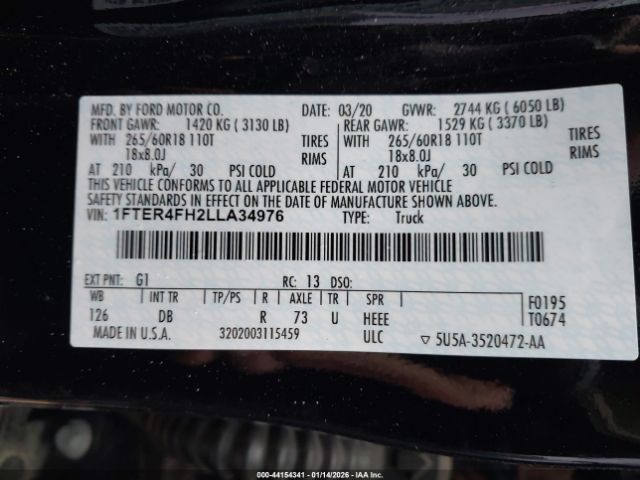 MFD. BY FORD MOTOR CO. DATE: 03/20 GVWR: 2744 KG ( 6050 LB)
FRONT GAWR: 1420 KG ( 3130 LB) REAR GAWR: 1529 KG ( 3370 LB)
WITH 265/60R18 110T TIRES WITH 265/60R18 110T TIRES
18x8.0J RIMS 18x8.0J RIMS
AT 210 kPa/ 30 PSI COLD AT 210 kPa/ 30 PSI COLD
THIS VEHICLE CONFORMS TO ALL APPLICABLE FEDERAL MOTOR VEHICLE
SAFETY STANDARDS IN EFFECT ON THE DATE OF MANUFACTURE SHOWN ABOVE.
VIN: 1FTER4FH2LLA34976 TYPE: Truck
EXT PNT: G1 RC: 13 DSO:
WB INT TR TP/PS R AXLE TR SPR F0195
126 DB R 73 U HEEE T0674
MADE IN U.S.A. 3202003115459 ULC ▽ 5U5A-3520472-AA
000-44154341 - 01/14/2026 - IAA Inc.